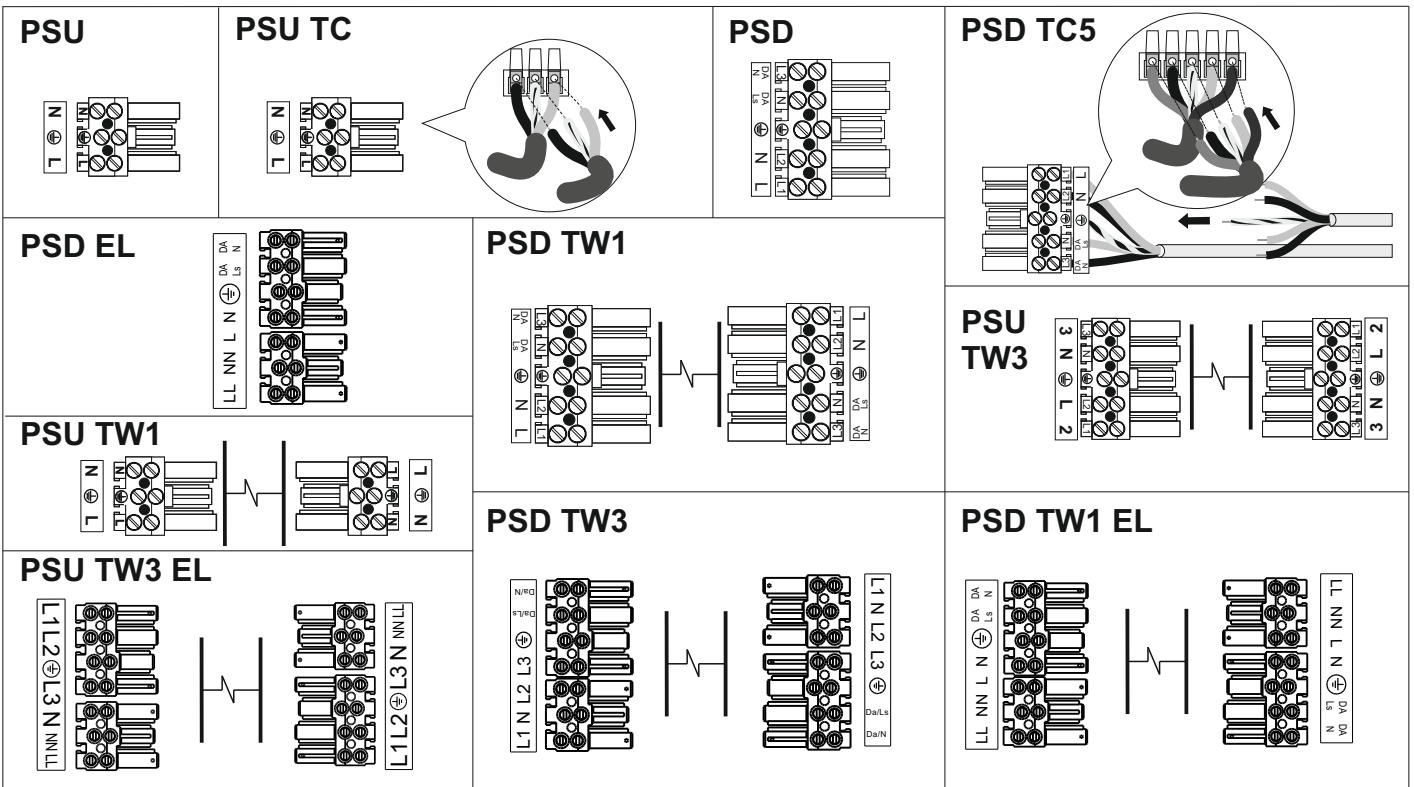 PSU
N ⏚ L
N ⏚ L
PSU TC
N ⏚ L
N ⏚ L
PSD
DA N DA Ls ⏚ N L
L3 N ⏚ L2 L1
PSD TC5
L1 L2 ⏚ N L3
L N ⏚ DA Ls DA N
PSD EL
LL NN L N ⏚ DA Ls DA N
PSD TW1
DA N DA Ls ⏚ N L
L3 N ⏚ L2 L1
L1 L2 ⏚ N L3
L N ⏚ DA Ls DA N
PSU
TW3
3 N ⏚ L 2
L3 N ⏚ L2 L1
L1 L2 ⏚ N L3
3 N ⏚ L 2
PSU TW1
N ⏚ L
N ⏚ L
L ⏚ N
L ⏚ N
PSU TW3 EL
L1 L2 ⏚ L3 N NN LL
L1 L2 ⏚ L3 N NN LL
PSD TW3
L1 N L2 L3 ⏚ Da/Ls Da/N
L1 N L2 L3 ⏚ Da/Ls Da/N
PSD TW1 EL
LL NN L N ⏚ DA Ls DA N
LL NN L N ⏚ DA Ls DA N